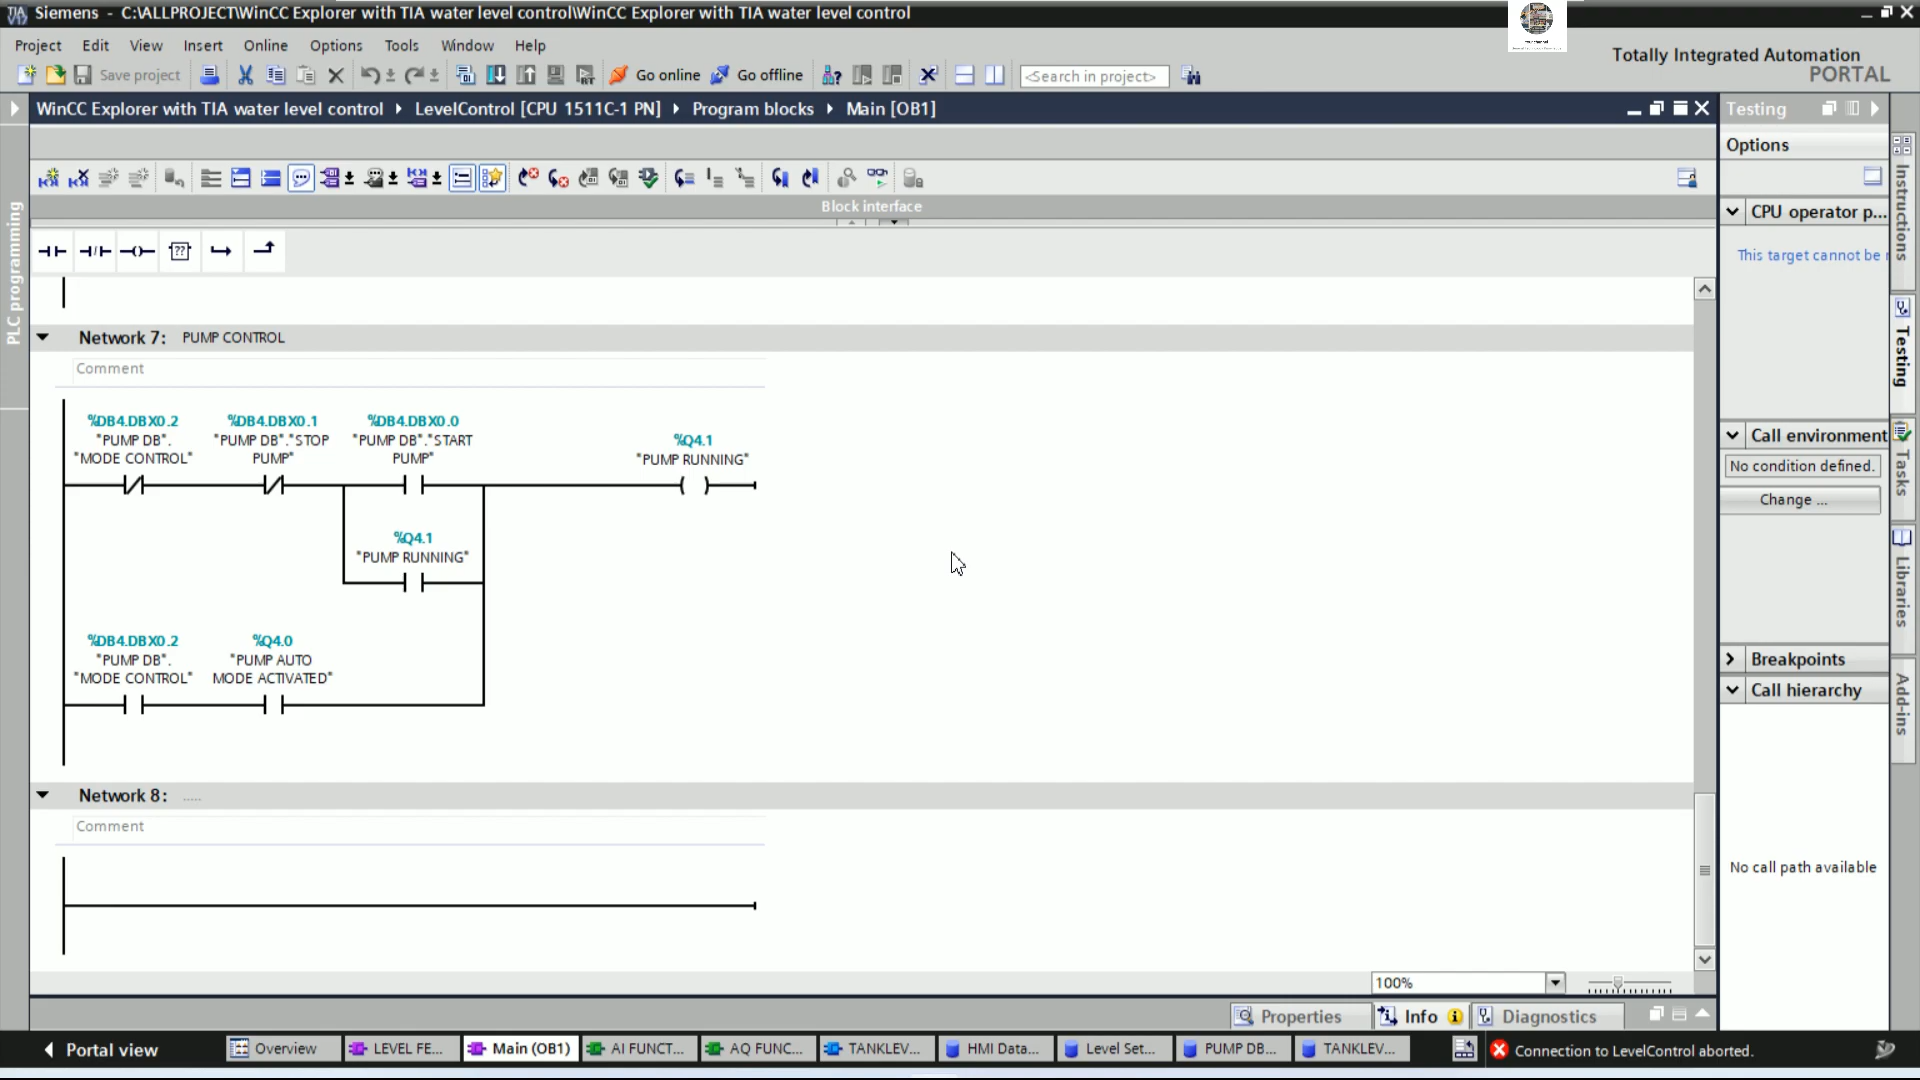 Siemens - C:\ALLPROJECT\WinCC Explorer with TIA water level control\WinCC Explorer with TIA water level control
Project Edit View Insert Online Options Tools Window Help
Totally Integrated Automation
PORTAL
Save project Go online Go offline <Search in project>
WinCC Explorer with TIA water level control LevelControl [CPU 1511C-1 PN] Program blocks Main [OB1]
Testing
Options
Block interface
CPU operator p...
This target cannot be
PLC programming
Network 7: PUMP CONTROL
Comment
%DB4.DBX0.2 %DB4.DBX0.1 %DB4.DBX0.0
"PUMP DB". "PUMP DB"."STOP "PUMP DB"."START %Q4.1
"MODE CONTROL" PUMP" PUMP" "PUMP RUNNING"
%Q4.1
"PUMP RUNNING"
%DB4.DBX0.2 %Q4.0
"PUMP DB". "PUMP AUTO
"MODE CONTROL" MODE ACTIVATED"
Network 8: .....
Comment
Call environment
No condition defined.
Change ...
Breakpoints
Call hierarchy
No call path available
Instructions
Testing
Tasks
Libraries
Add-ins
100%
Properties Info Diagnostics
Portal view Overview LEVEL FE... Main (OB1) AI FUNCT... AQ FUNC... TANKLEV... HMI Data... Level Set... PUMP DB... TANKLEV... Connection to LevelControl aborted.